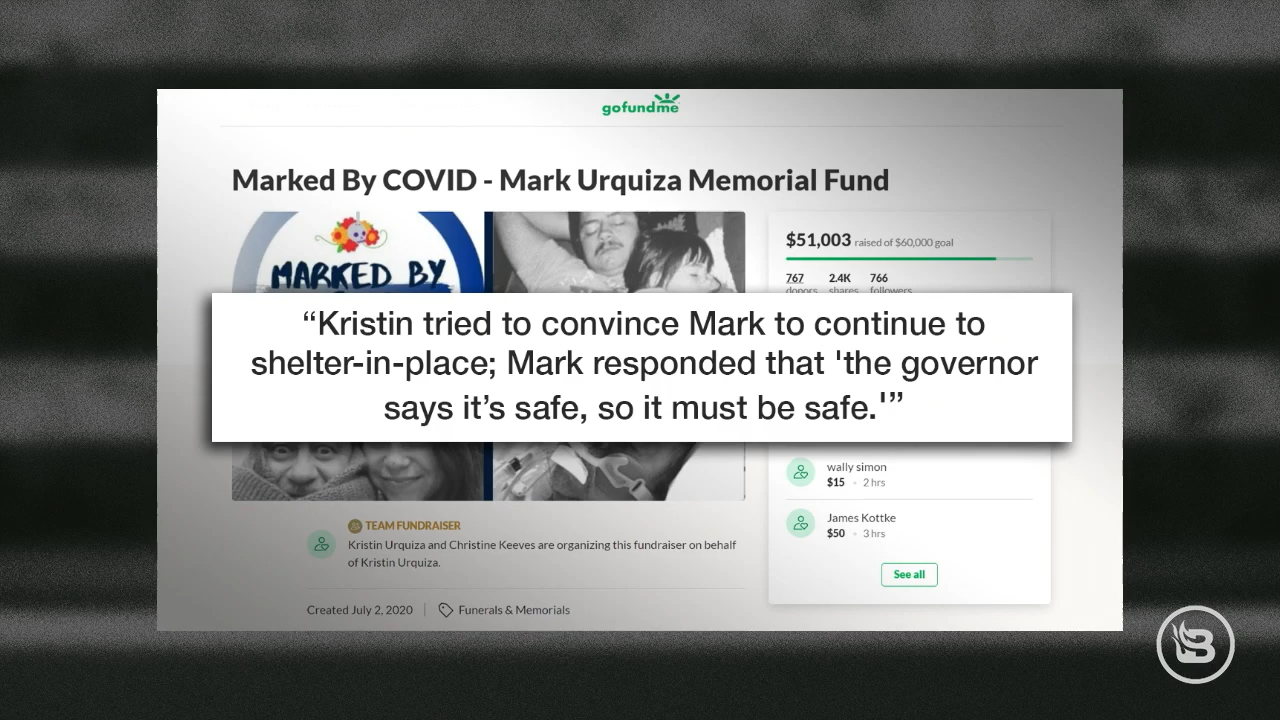 gofundme
Marked By COVID - Mark Urquiza Memorial Fund
MARKED BY
$51,003 raised of $60,000 goal
767 2.4K 766
donors shares followers
“Kristin tried to convince Mark to continue to
shelter-in-place; Mark responded that 'the governor
says it’s safe, so it must be safe.'”
wally simon
$15 • 2 hrs
James Kottke
$50 • 3 hrs
See all
TEAM FUNDRAISER
Kristin Urquiza and Christine Keeves are organizing this fundraiser on behalf
of Kristin Urquiza.
Created July 2, 2020 | Funerals & Memorials
B